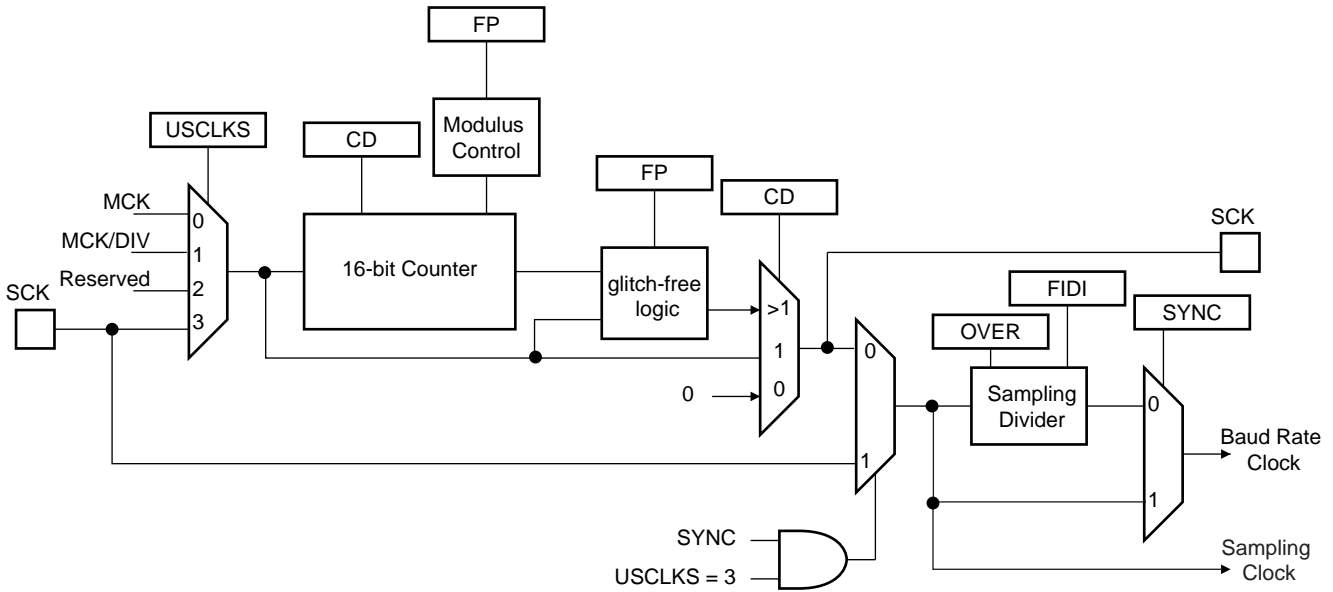 FP
Modulus
Control
USCLKS
CD
FP
CD
MCK
0
MCK/DIV
1
Reserved
2
SCK
3
16-bit Counter
glitch-free
logic
>1
1
0
0
SCK
FIDI
OVER
SYNC
0
1
Sampling
Divider
0
1
Baud Rate
Clock
SYNC
USCLKS = 3
Sampling
Clock